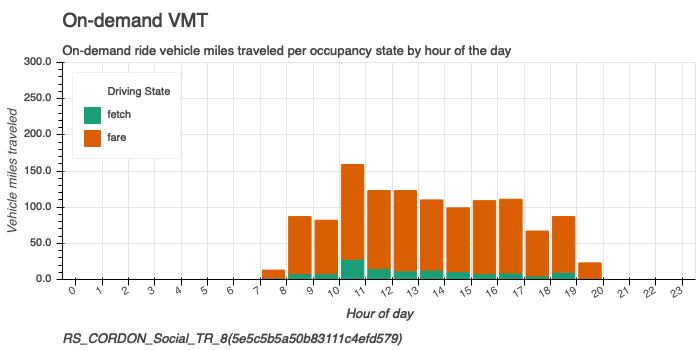 On-demand VMT
On-demand ride vehicle miles traveled per occupancy state by hour of the day
300.0
250.0
200.0
150.0
100.0
50.0
0.0
Vehicle miles traveled
Driving State
fetch
fare
0 1 2 3 4 5 6 7 8 9 10 11 12 13 14 15 16 17 18 19 20 21 22 23
Hour of day
RS_CORDON_Social_TR_8(5e5c5b5a50b83111c4efd579)